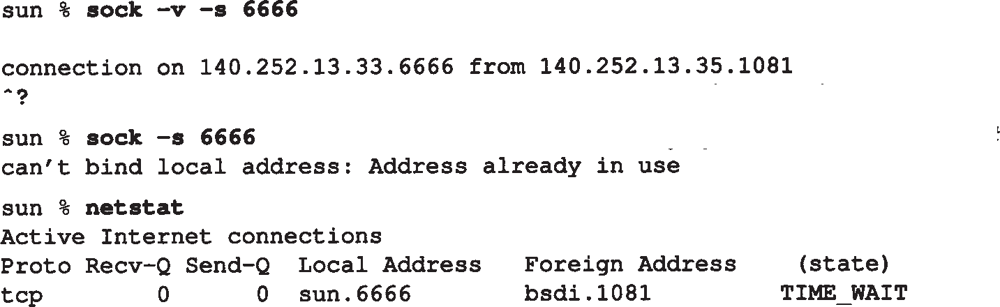 sun % sock -v -s 6666
connection on 140.252.13.33.6666 from 140.252.13.35.1081
^?
sun % sock -s 6666
can't bind local address: Address already in use
sun % netstat
Active Internet connections
Proto Recv-Q Send-Q Local Address Foreign Address (state)
tcp 0 0 sun.6666 bsdi.1081 TIME_WAIT